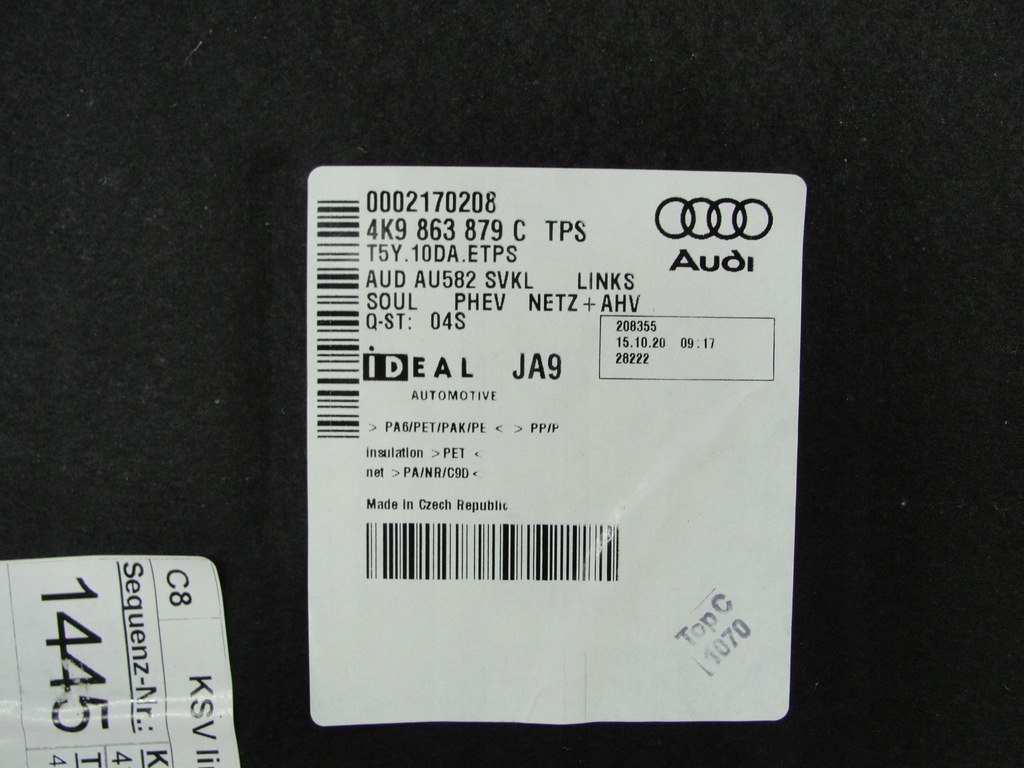 0002170208
4K9 863 879 C TPS
T5Y.10DA.ETPS
AUD AU582 SVKL LINKS
SOUL PHEV NETZ+AHV
Q-ST: 04S
Audi
208355
15.10.20 09:17
28222
IDEAL JA9
AUTOMOTIVE
> PA6/PET/PAK/PE < > PP/P
insulation >PET <
net >PA/NR/C9D<
Made in Czech Republic
TopC
1070
C8
KSV
Sequenz-Nr.:
1445